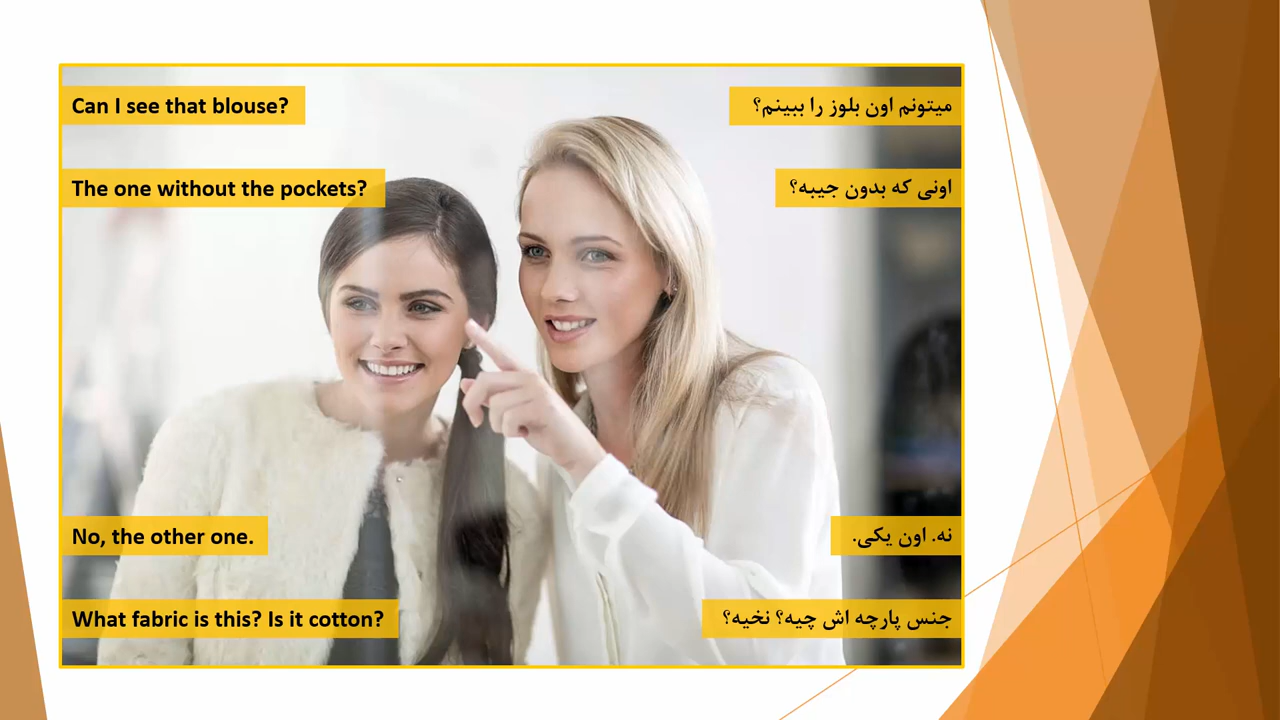 Can I see that blouse?
میتونم اون بلوز را ببینم؟
The one without the pockets?
اونی که بدون جیبه؟
No, the other one.
نه. اون یکی.
What fabric is this? Is it cotton?
جنس پارچه اش چیه؟ نخیه؟